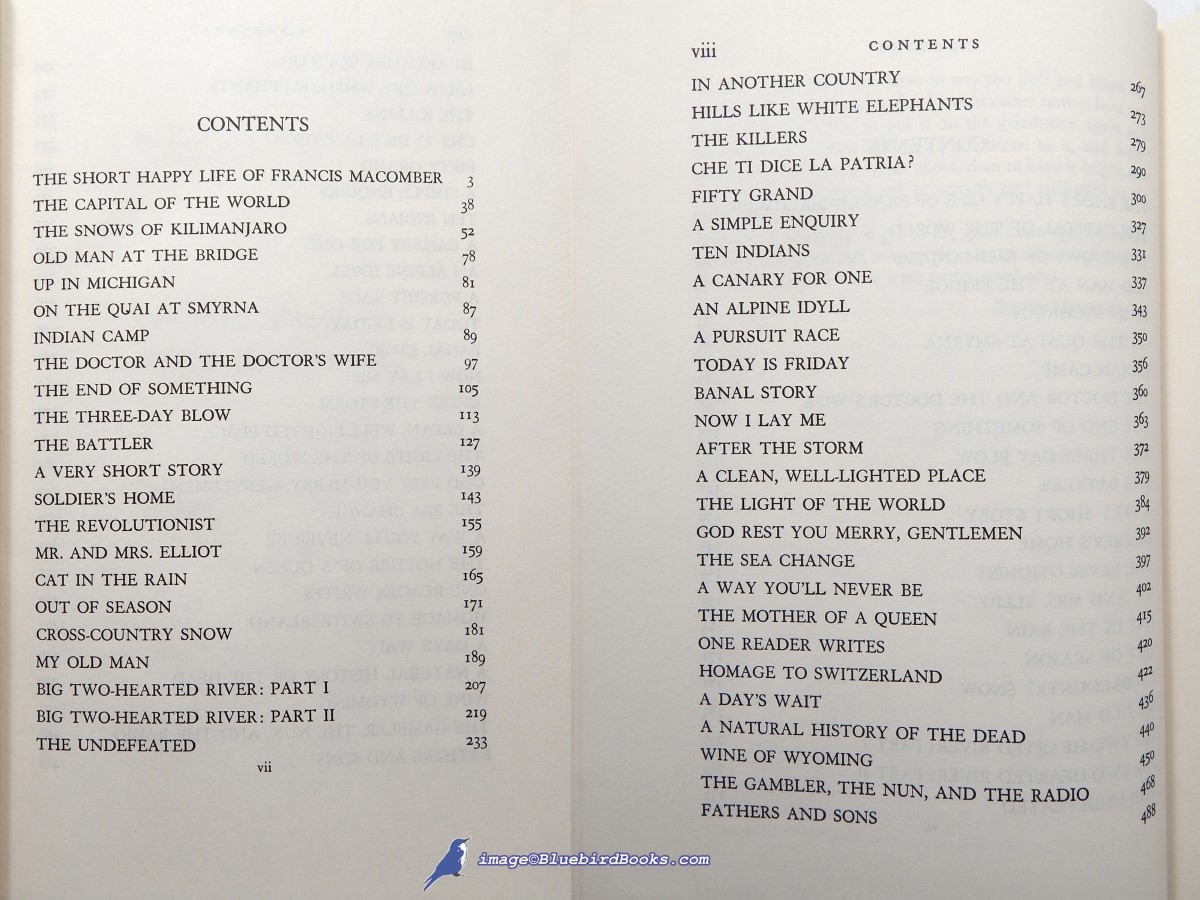 CONTENTS
THE SHORT HAPPY LIFE OF FRANCIS MACOMBER 3
THE CAPITAL OF THE WORLD 38
THE SNOWS OF KILIMANJARO 52
OLD MAN AT THE BRIDGE 78
UP IN MICHIGAN 81
ON THE QUAI AT SMYRNA 87
INDIAN CAMP 89
THE DOCTOR AND THE DOCTOR'S WIFE 97
THE END OF SOMETHING 105
THE THREE-DAY BLOW 113
THE BATTLER 127
A VERY SHORT STORY 139
SOLDIER'S HOME 143
THE REVOLUTIONIST 155
MR. AND MRS. ELLIOT 159
CAT IN THE RAIN 165
OUT OF SEASON 171
CROSS-COUNTRY SNOW 181
MY OLD MAN 189
BIG TWO-HEARTED RIVER: PART I 207
BIG TWO-HEARTED RIVER: PART II 219
THE UNDEFEATED 233
vii
viii CONTENTS
IN ANOTHER COUNTRY 267
HILLS LIKE WHITE ELEPHANTS 273
THE KILLERS 279
CHE TI DICE LA PATRIA? 290
FIFTY GRAND 300
A SIMPLE ENQUIRY 327
TEN INDIANS 331
A CANARY FOR ONE 337
AN ALPINE IDYLL 343
A PURSUIT RACE 350
TODAY IS FRIDAY 356
BANAL STORY 360
NOW I LAY ME 363
AFTER THE STORM 372
A CLEAN, WELL-LIGHTED PLACE 379
THE LIGHT OF THE WORLD 384
GOD REST YOU MERRY, GENTLEMEN 392
THE SEA CHANGE 397
A WAY YOU'LL NEVER BE 402
THE MOTHER OF A QUEEN 415
ONE READER WRITES 420
HOMAGE TO SWITZERLAND 422
A DAY'S WAIT 436
A NATURAL HISTORY OF THE DEAD 440
WINE OF WYOMING 450
THE GAMBLER, THE NUN, AND THE RADIO 468
FATHERS AND SONS 488
image©BluebirdBooks.com